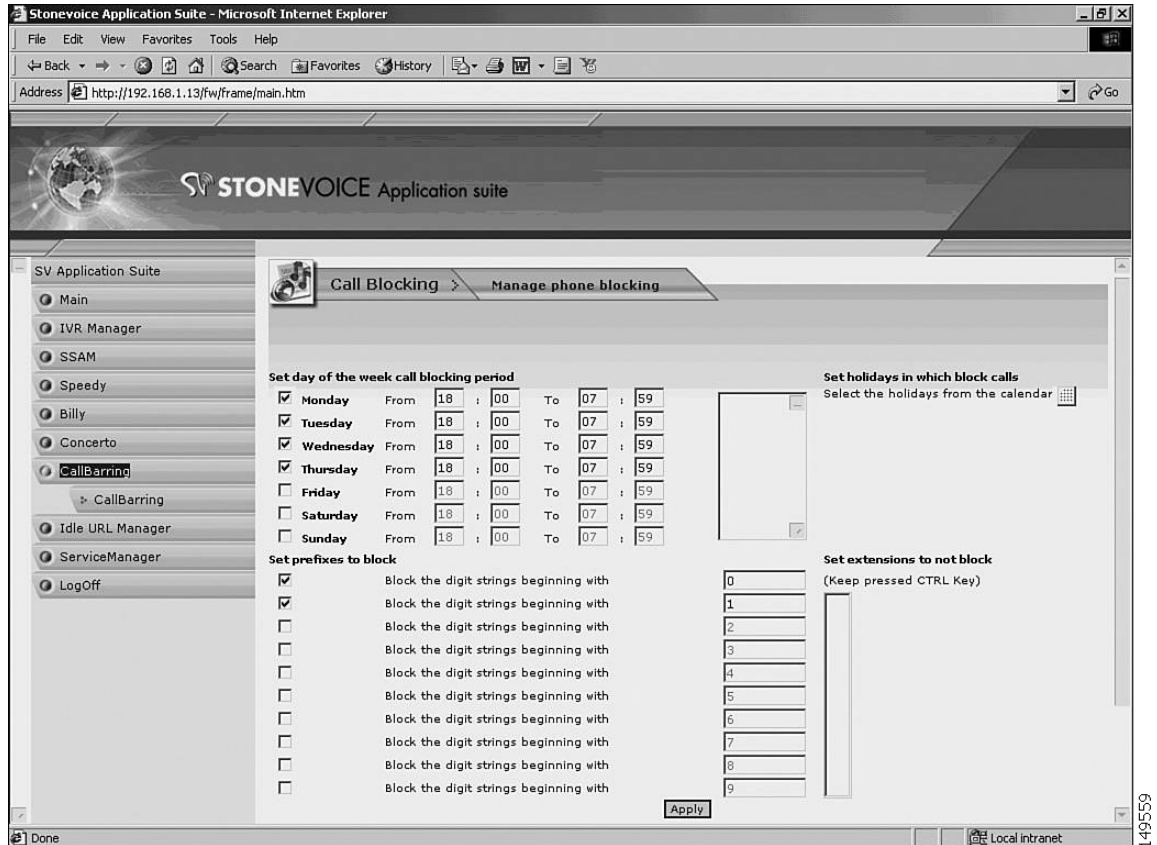 Stonevoice Application Suite - Microsoft Internet Explorer
File Edit View Favorites Tools Help
Back Search Favorites History
Address http://192.168.1.13/fw/frame/main.htm Go
SV STONEVOICE Application suite
SV Application Suite
Main
IVR Manager
SSAM
Speedy
Billy
Concerto
CallBarring
CallBarring
Idle URL Manager
ServiceManager
LogOff
Call Blocking > Manage phone blocking
Set day of the week call blocking period
Monday From 18 : 00 To 07 : 59
Tuesday From 18 : 00 To 07 : 59
Wednesday From 18 : 00 To 07 : 59
Thursday From 18 : 00 To 07 : 59
Friday From 18 : 00 To 07 : 59
Saturday From 18 : 00 To 07 : 59
Sunday From 18 : 00 To 07 : 59
Set holidays in which block calls
Select the holidays from the calendar
Set prefixes to block
Block the digit strings beginning with 0
Block the digit strings beginning with 1
Block the digit strings beginning with 2
Block the digit strings beginning with 3
Block the digit strings beginning with 4
Block the digit strings beginning with 5
Block the digit strings beginning with 6
Block the digit strings beginning with 7
Block the digit strings beginning with 8
Block the digit strings beginning with 9
Set extensions to not block
(Keep pressed CTRL Key)
Apply
Done
Local intranet
149559